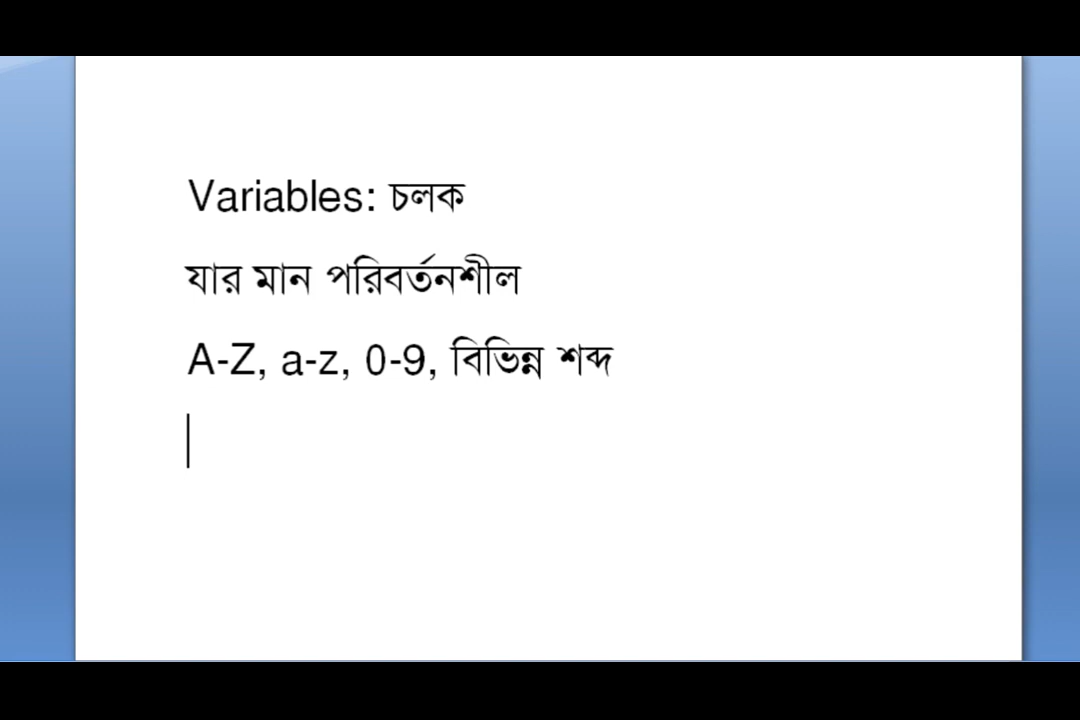 Variables: চলক
যার মান পরিবর্তনশীল
A-Z, a-z, 0-9, বিভিন্ন শব্দ